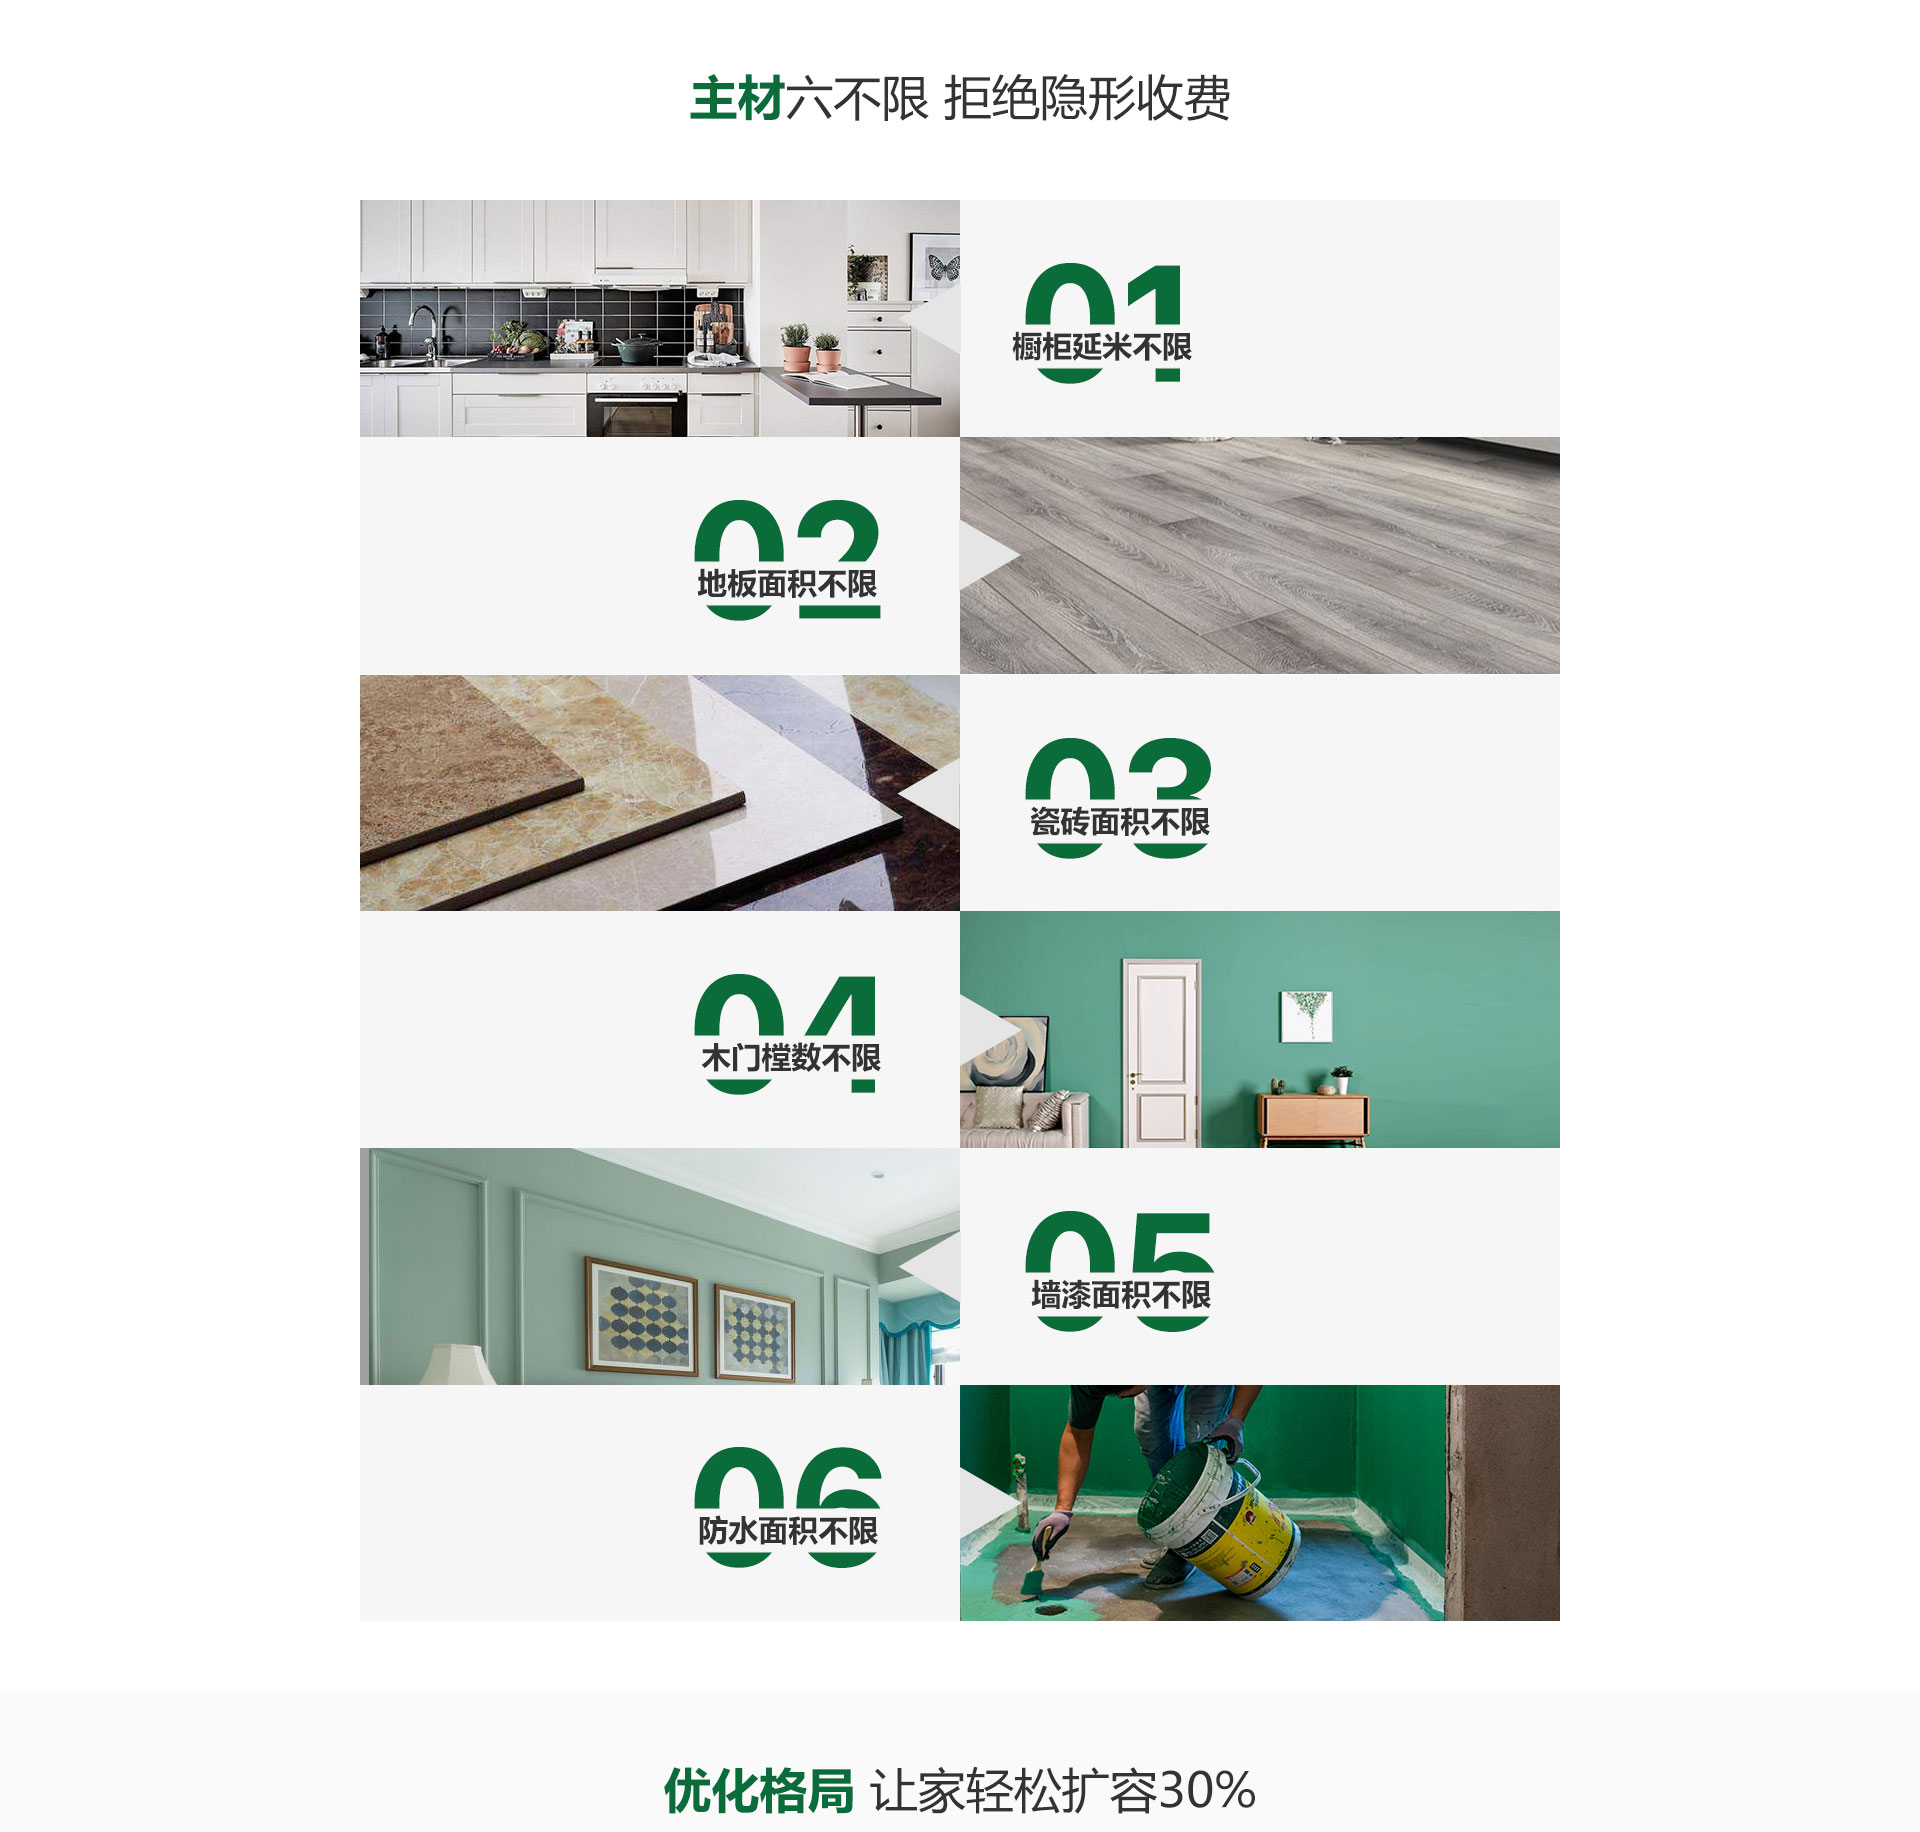 主材六不限 拒绝隐形收费
01
橱柜延米不限
02
地板面积不限
03
瓷砖面积不限
04
木门樘数不限
05
墙漆面积不限
06
防水面积不限
优化格局 让家轻松扩容30%